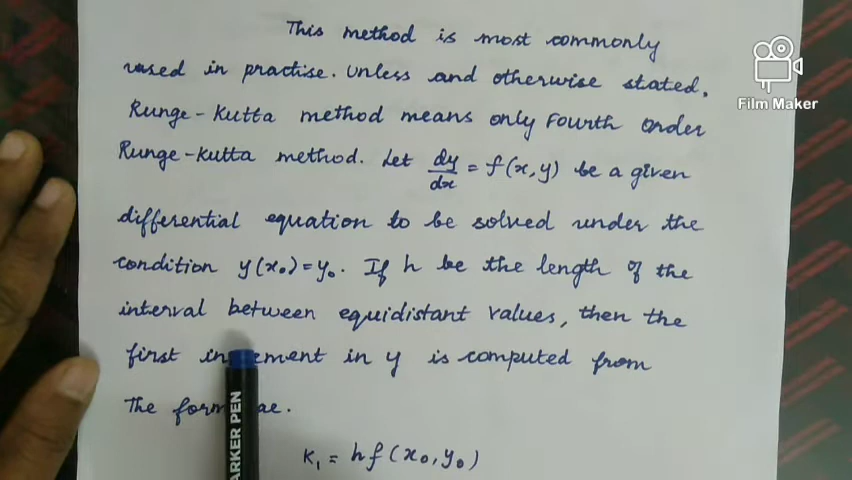 This method is most commonly
used in practise. Unless and otherwise stated.
Runge-Kutta method means only Fourth Order
Runge-Kutta method. Let dy/dx = f(x, y) be a given
differential equation to be solved under the
condition y(x₀) = y₀. If h be the length of the
interval between equidistant values, then the
first increment in y is computed from
The formulae.
K₁ = hf(x₀, y₀)
Film Maker
ARKER PEN